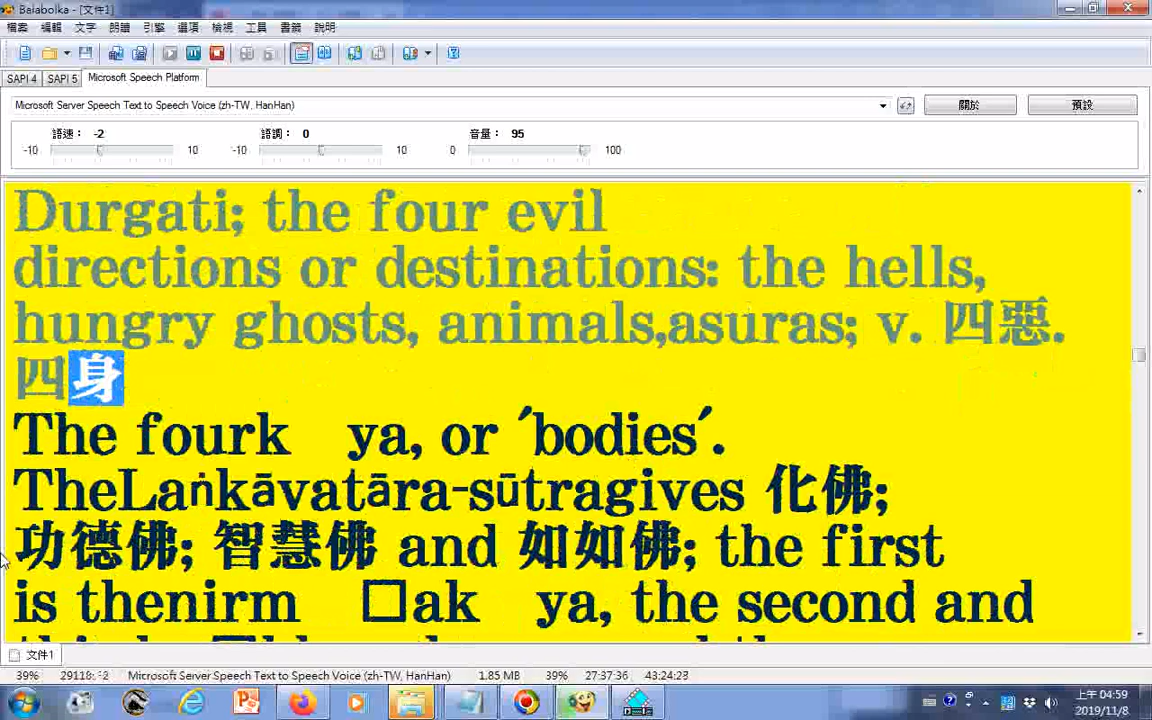 Balabolka - [文件1]
檔案 編輯 文字 朗讀 引擎 選項 檢視 工具 書籤 說明
SAPI 4 SAPI 5 Microsoft Speech Platform
Microsoft Server Speech Text to Speech Voice (zh-TW, HanHan) 關於 預設
語速： -2 語調： 0 音量： 95
-10 10 -10 10 0 100
Durgati; the four evil
directions or destinations: the hells,
hungry ghosts, animals,asuras; v. 四惡.
四身
The fourk ya, or ′bodies′.
TheLaṅkāvatāra-sūtragives 化佛;
功德佛; 智慧佛 and 如如佛; the first
is thenirm □ak ya, the second and
文件1
39% Microsoft Server Speech Text to Speech Voice (zh-TW, HanHan) 1.85 MB 39% 27:37:36 43:24:23
上午 04:59
2019/11/8